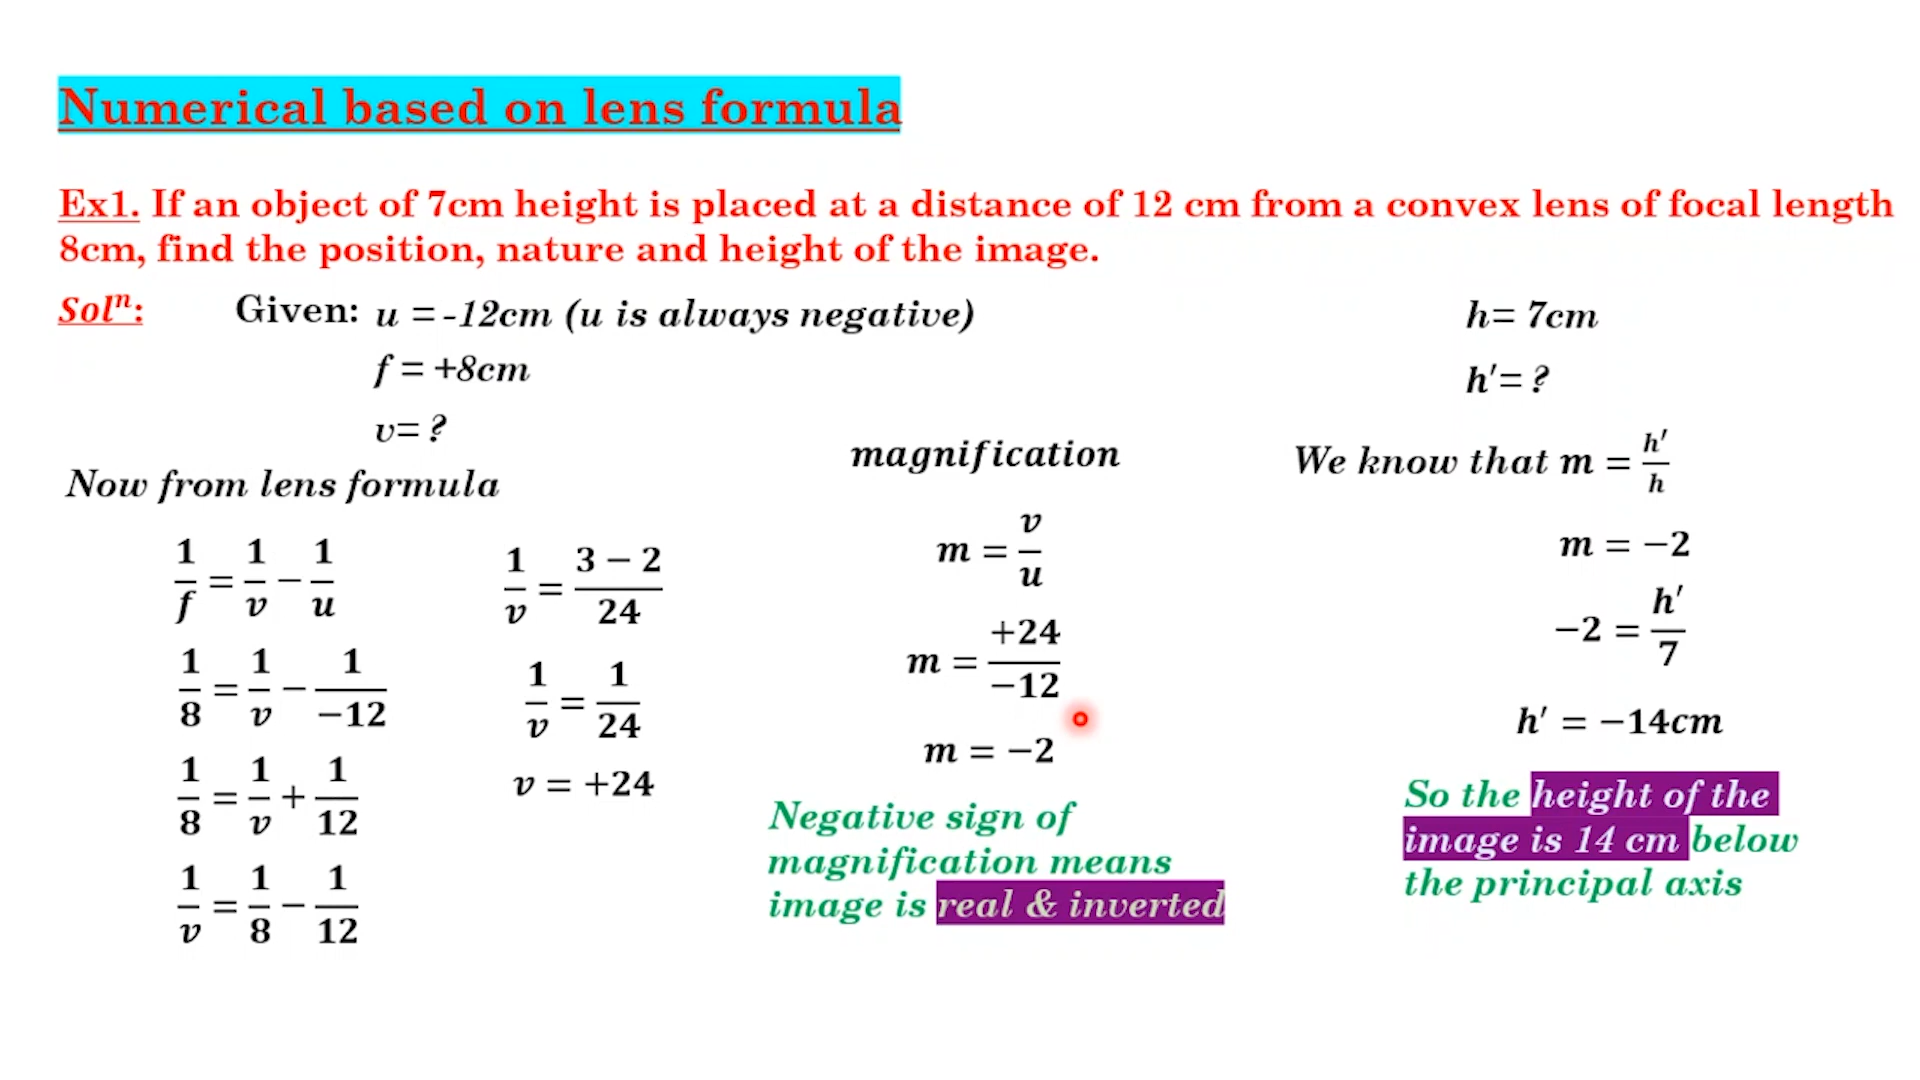 Numerical based on lens formula
Ex1. If an object of 7cm height is placed at a distance of 12 cm from a convex lens of focal length
8cm, find the position, nature and height of the image.
Solⁿ: Given: u = -12cm (u is always negative)
f = +8cm
v= ?
Now from lens formula
1/f = 1/v − 1/u
1/8 = 1/v − 1/−12
1/8 = 1/v + 1/12
1/v = 1/8 − 1/12
1/v = 3 − 2/24
1/v = 1/24
v = +24
magnification
m = v/u
m = +24/−12
m = −2
Negative sign of
magnification means
image is real & inverted
h= 7cm
h′= ?
We know that m = h′/h
m = −2
−2 = h′/7
h′ = −14cm
So the height of the
image is 14 cm below
the principal axis